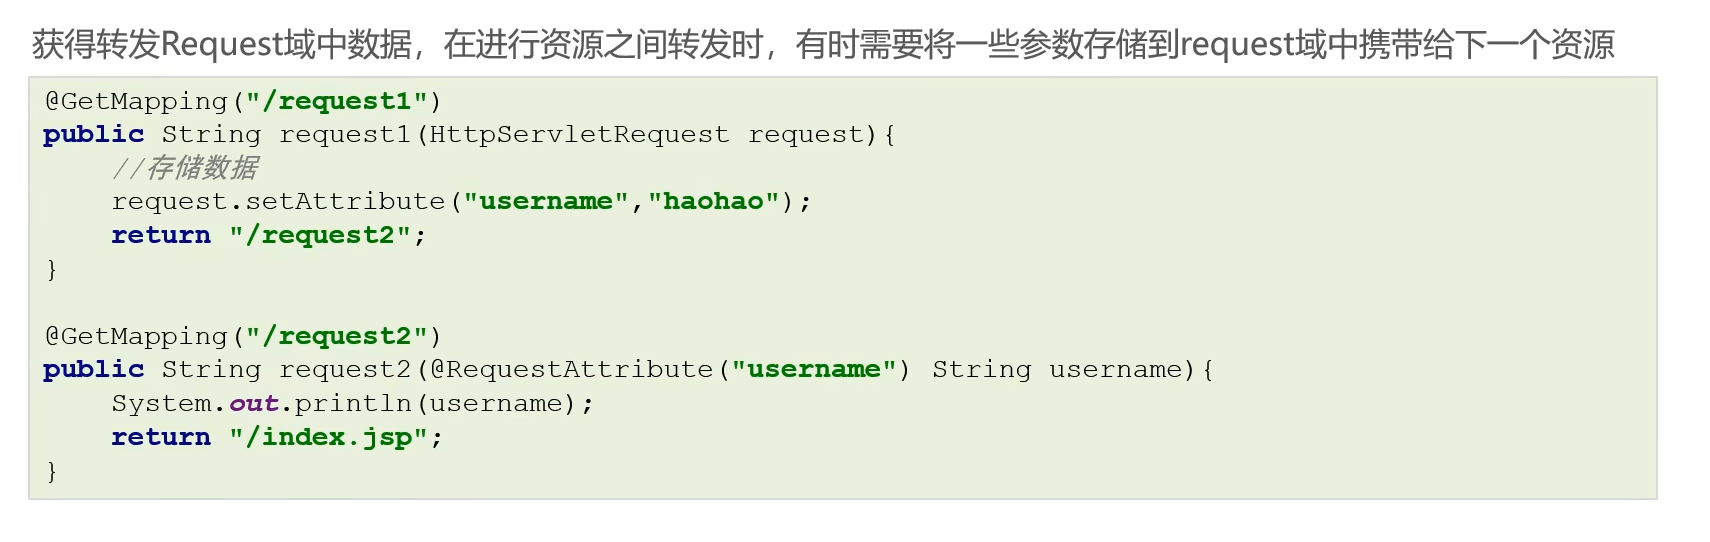 获得转发Request域中数据，在进行资源之间转发时，有时需要将一些参数存储到request域中携带给下一个资源
@GetMapping("/request1")
public String request1(HttpServletRequest request){
    //存储数据
    request.setAttribute("username","haohao");
    return "/request2";
}
@GetMapping("/request2")
public String request2(@RequestAttribute("username") String username){
    System.out.println(username);
    return "/index.jsp";
}